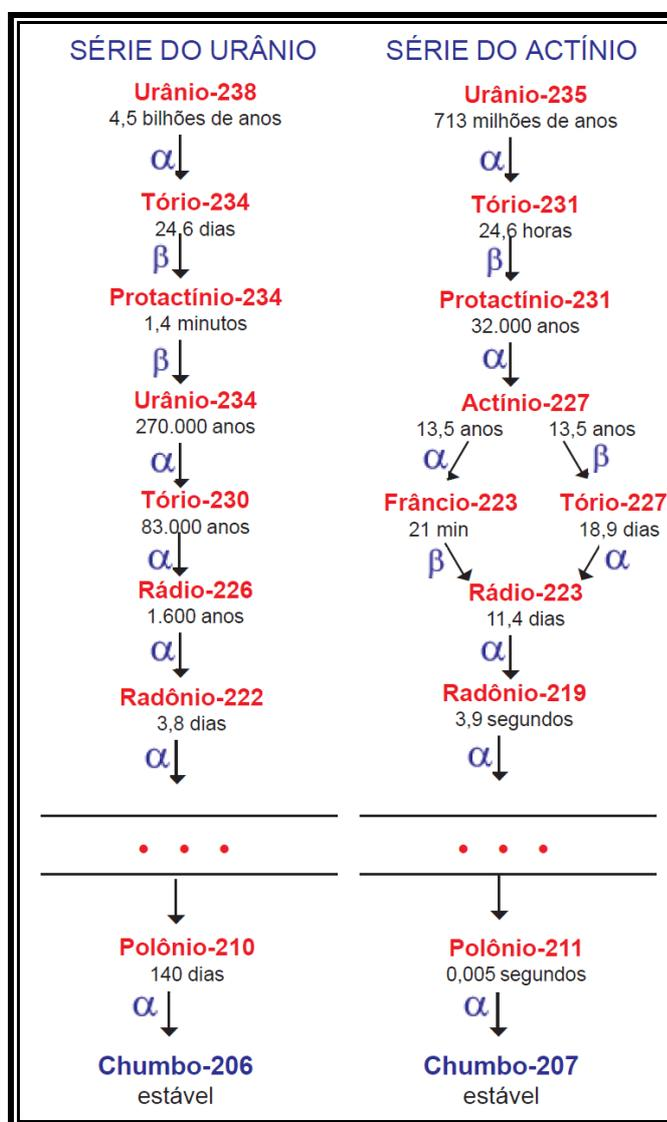 SÉRIE DO URÂNIO
Urânio-238
4,5 bilhões de anos
α
Tório-234
24,6 dias
β
Protactínio-234
1,4 minutos
β
Urânio-234
270.000 anos
α
Tório-230
83.000 anos
α
Rádio-226
1.600 anos
α
Radônio-222
3,8 dias
α
Polônio-210
140 dias
α
Chumbo-206
estável
SÉRIE DO ACTÍNIO
Urânio-235
713 milhões de anos
α
Tório-231
24,6 horas
β
Protactínio-231
32.000 anos
α
Actínio-227
13,5 anos 13,5 anos
α β
Frâncio-223 Tório-227
21 min 18,9 dias
β α
Rádio-223
11,4 dias
α
Radônio-219
3,9 segundos
α
Polônio-211
0,005 segundos
α
Chumbo-207
estável